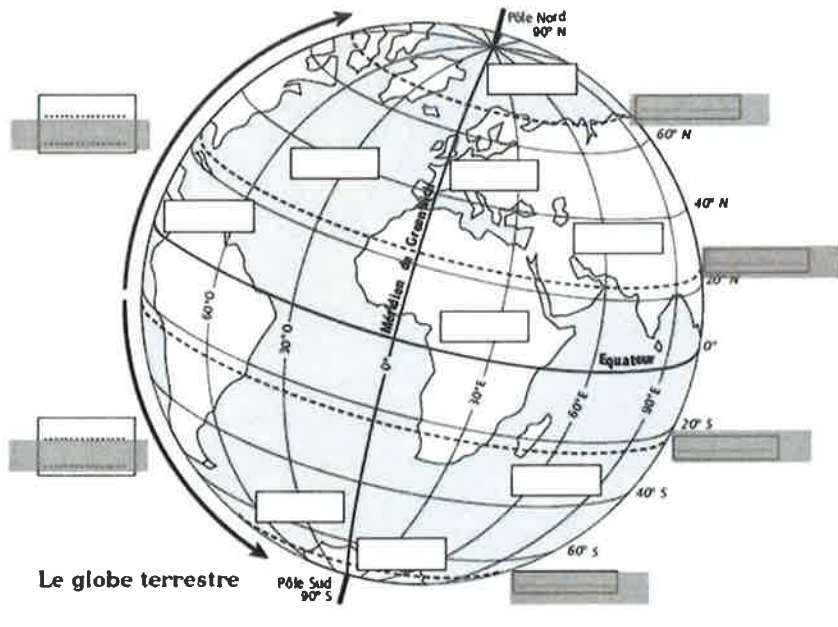 Pôle Nord
90° N
60° N
40° N
20° N
Méridien de Greenwich
60°O
30°O
0°
30°E
60°E
90°E
Equateur
0°
20° S
40° S
60° S
Le globe terrestre
Pôle Sud
90° S